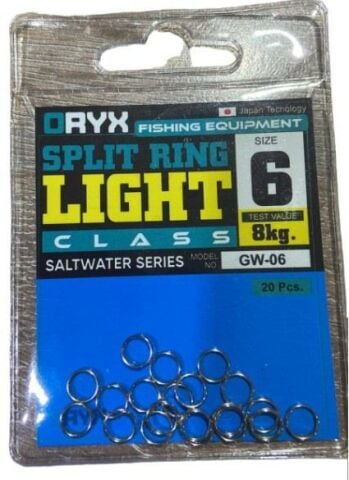 ORYX
Japan Tecnology
FISHING EQUIPMENT
SPLIT RING
SIZE
6
LIGHT
TEST VALUE
8kg.
CLASS
SALTWATER SERIES
MODEL NO
GW-06
20 Pcs.